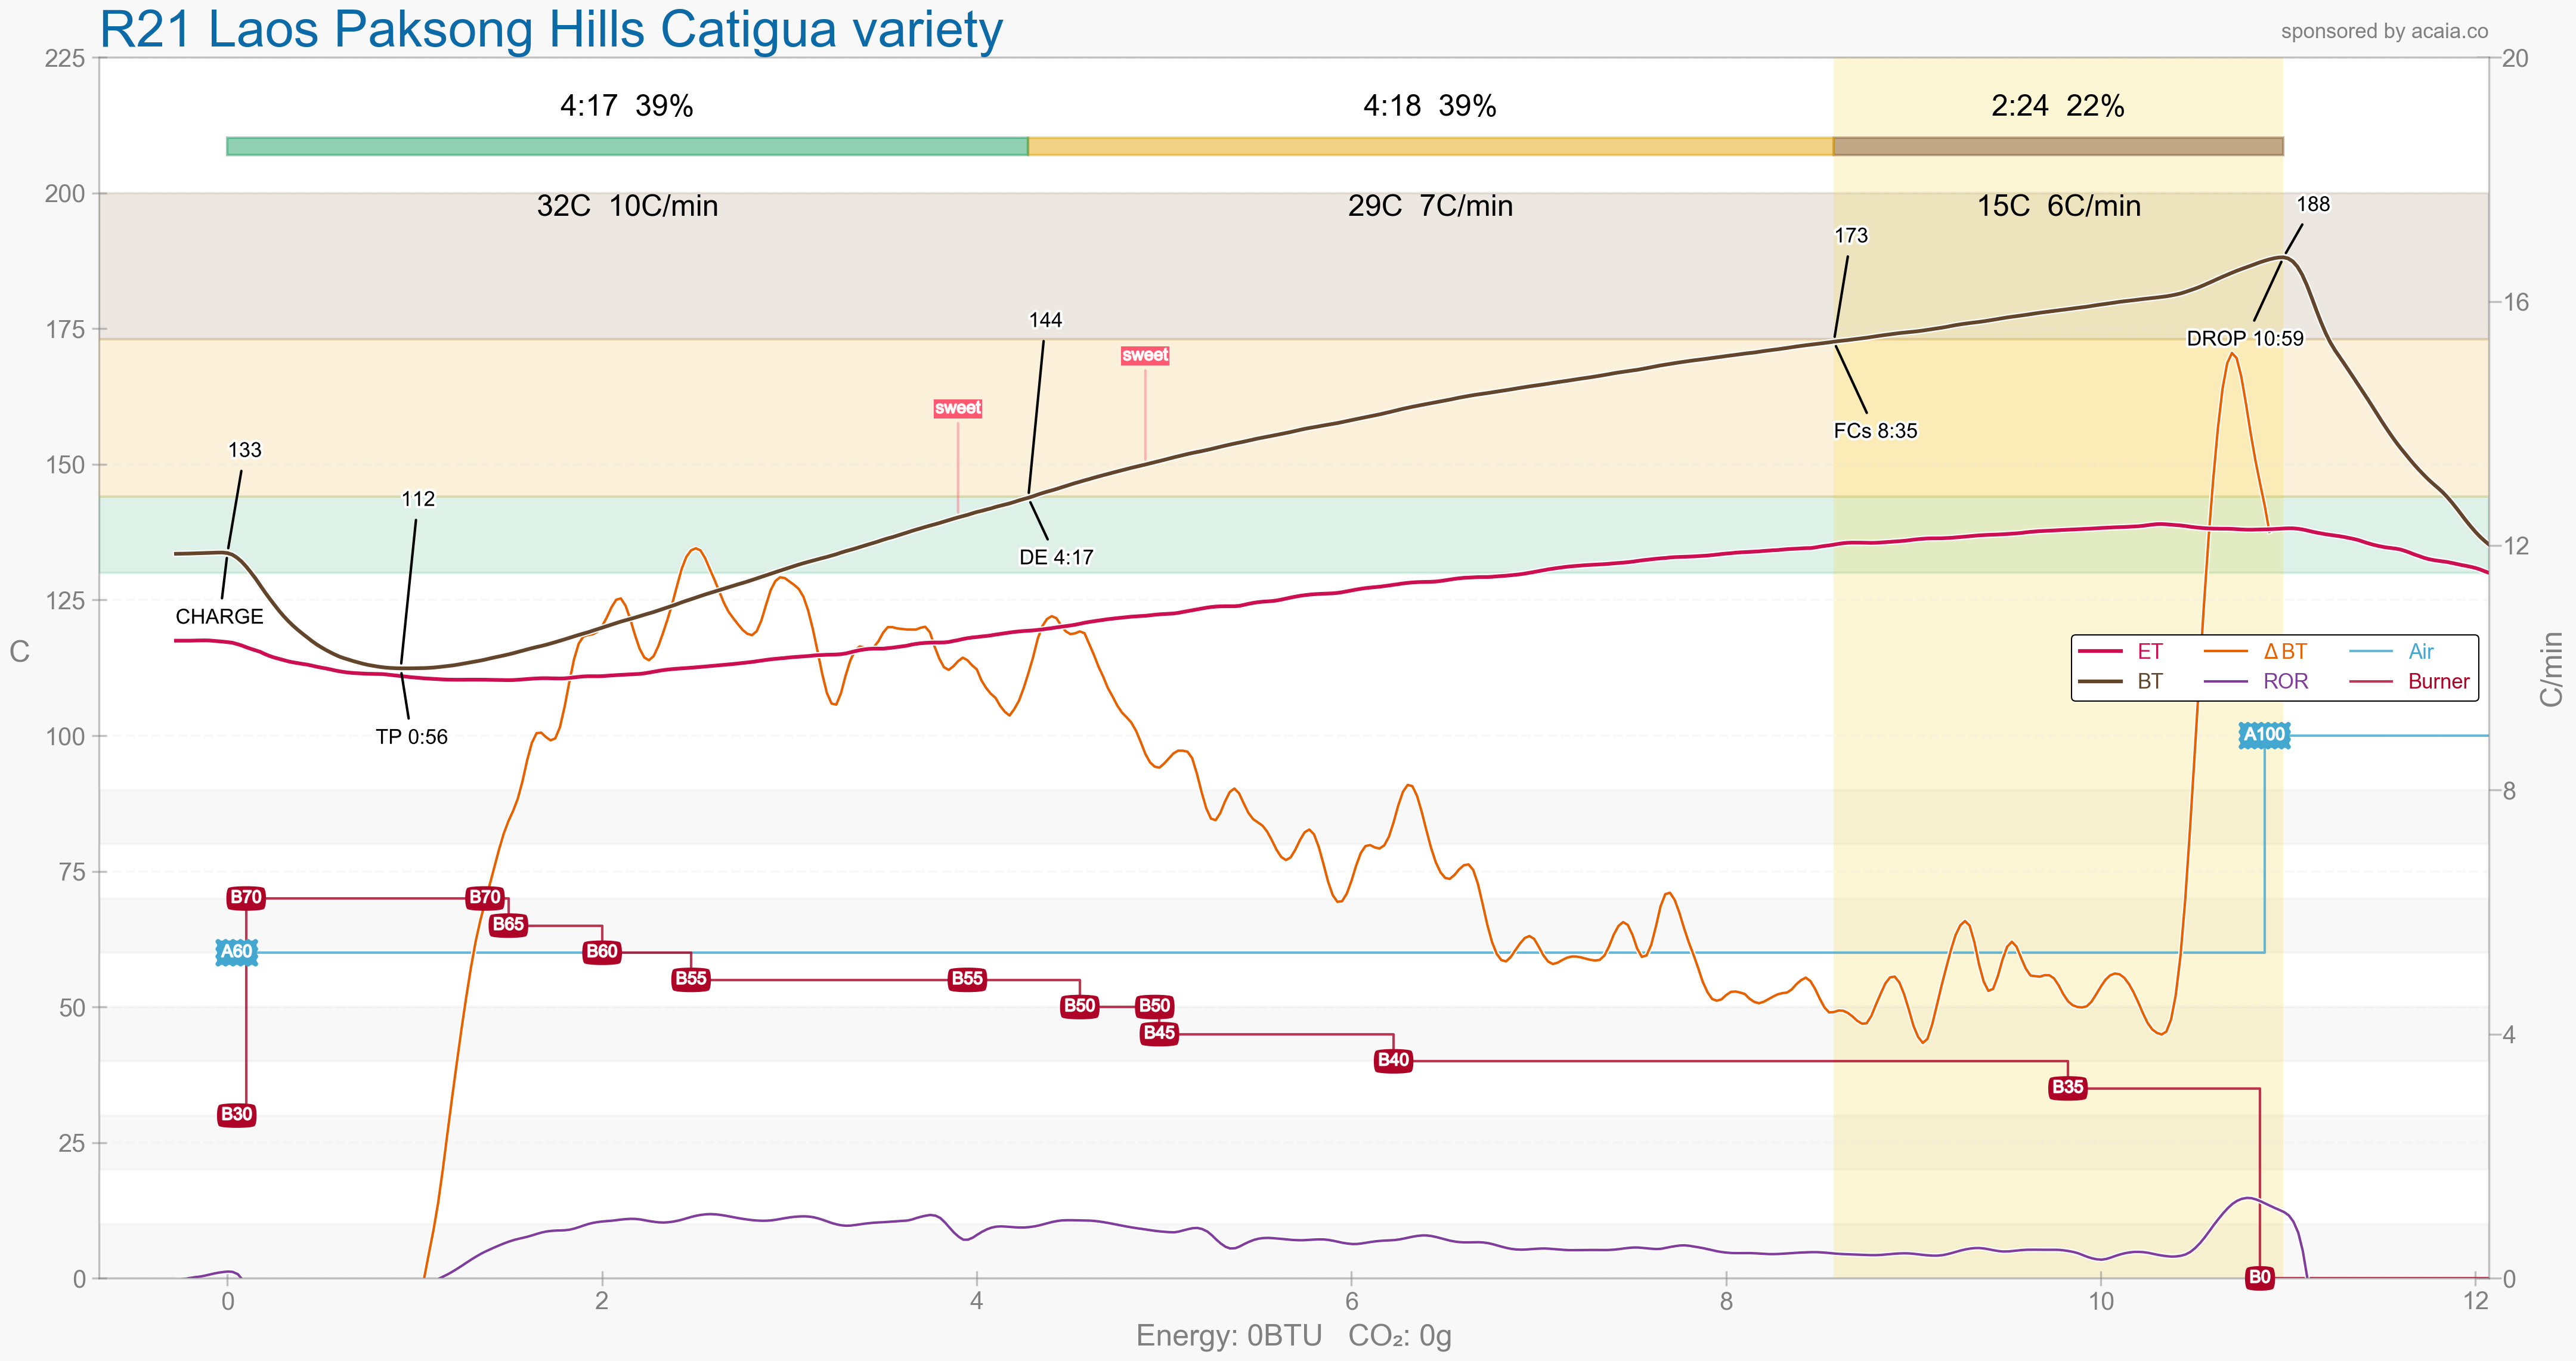 R21 Laos Paksong Hills Catigua variety
sponsored by acaia.co
225
20
4:17 39%
4:18 39%
2:24 22%
200
32C 10C/min
29C 7C/min
15C 6C/min
188
173
175
16
DROP 10:59
144
sweet
sweet
FCs 8:35
133
150
112
DE 4:17
12
125
CHARGE
C
C/min
ET
ΔBT
Air
BT
ROR
Burner
TP 0:56
100
A100
8
75
B70
B70
B65
A60
B60
B55
B55
50
B50
B50
B45
4
B40
B35
B30
25
0
B0
0
0
2
4
6
8
10
12
Energy: 0BTU CO₂: 0g